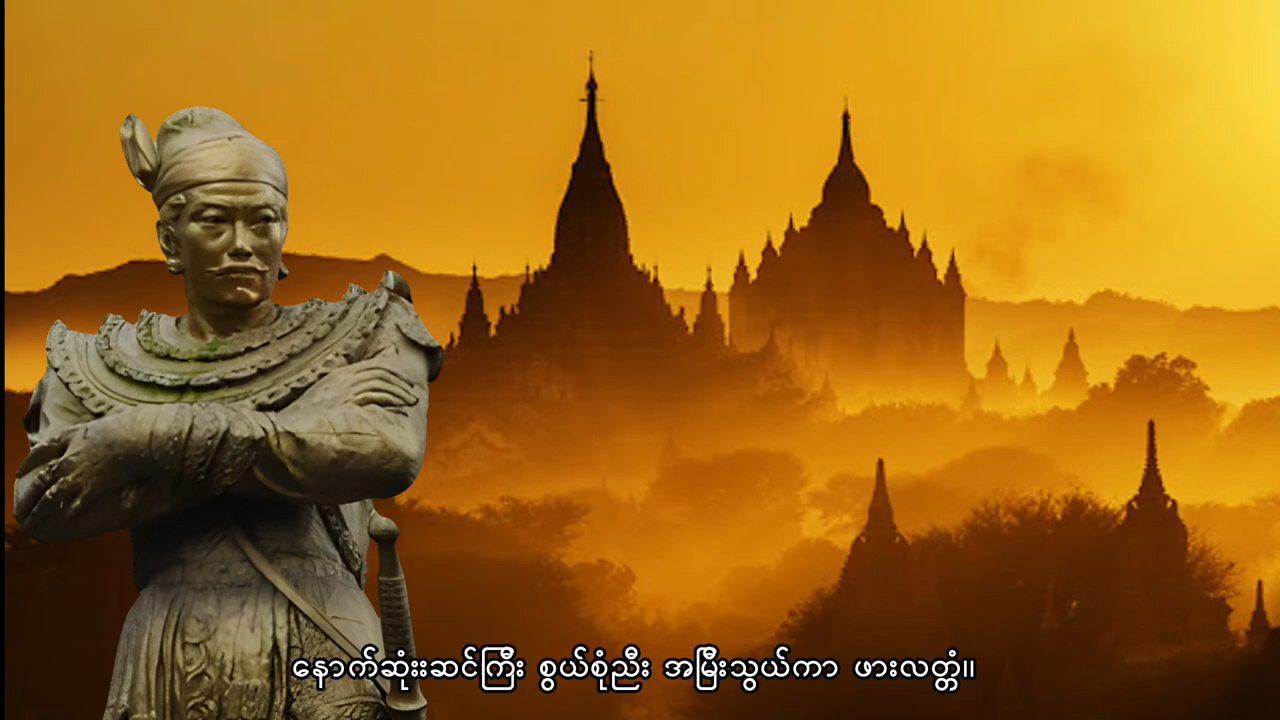 နောက်ဆုံးးဆင်ကြီး စွယ်စုံညီး အမြီးသွယ်ကာ ဖားလတ္တံ။